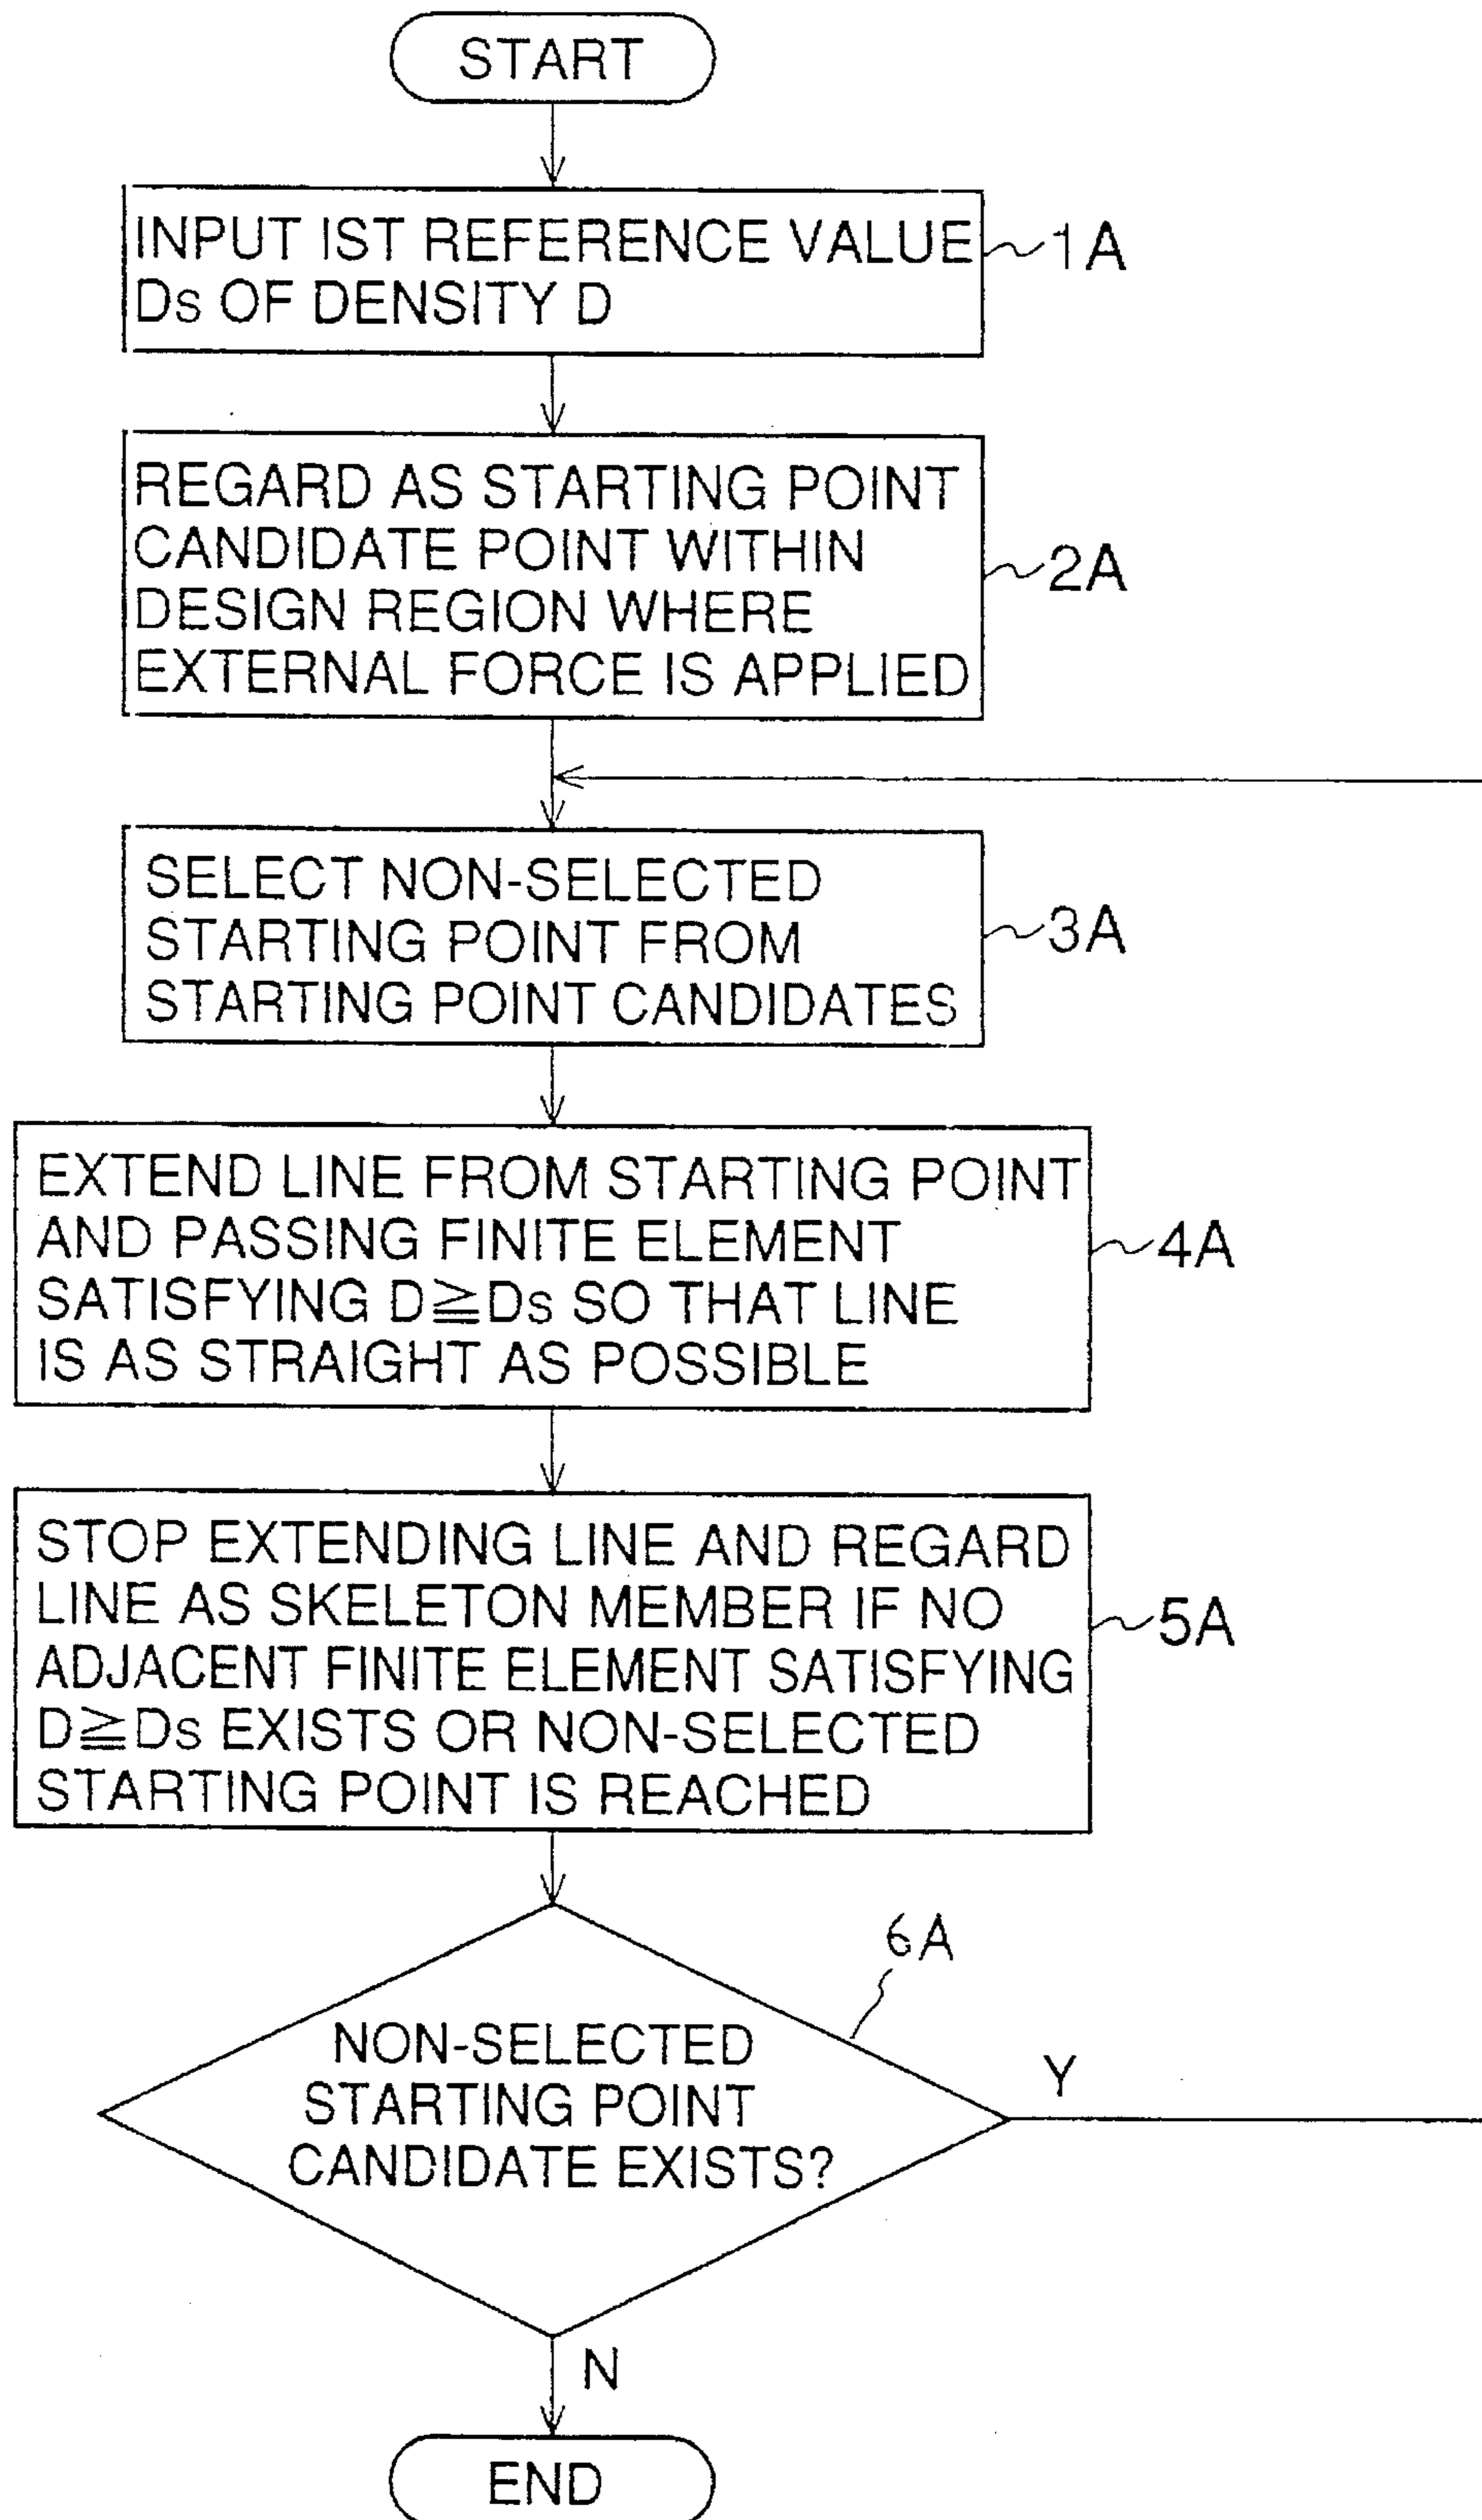 START
INPUT IST REFERENCE VALUE
Ds OF DENSITY D
1A
REGARD AS STARTING POINT
CANDIDATE POINT WITHIN
DESIGN REGION WHERE
EXTERNAL FORCE IS APPLIED
2A
SELECT NON-SELECTED
STARTING POINT FROM
STARTING POINT CANDIDATES
3A
EXTEND LINE FROM STARTING POINT
AND PASSING FINITE ELEMENT
SATISFYING D≧Ds SO THAT LINE
IS AS STRAIGHT AS POSSIBLE
4A
STOP EXTENDING LINE AND REGARD
LINE AS SKELETON MEMBER IF NO
ADJACENT FINITE ELEMENT SATISFYING
D≧Ds EXISTS OR NON-SELECTED
STARTING POINT IS REACHED
5A
6A
NON-SELECTED
STARTING POINT
CANDIDATE EXISTS?
Y
N
END